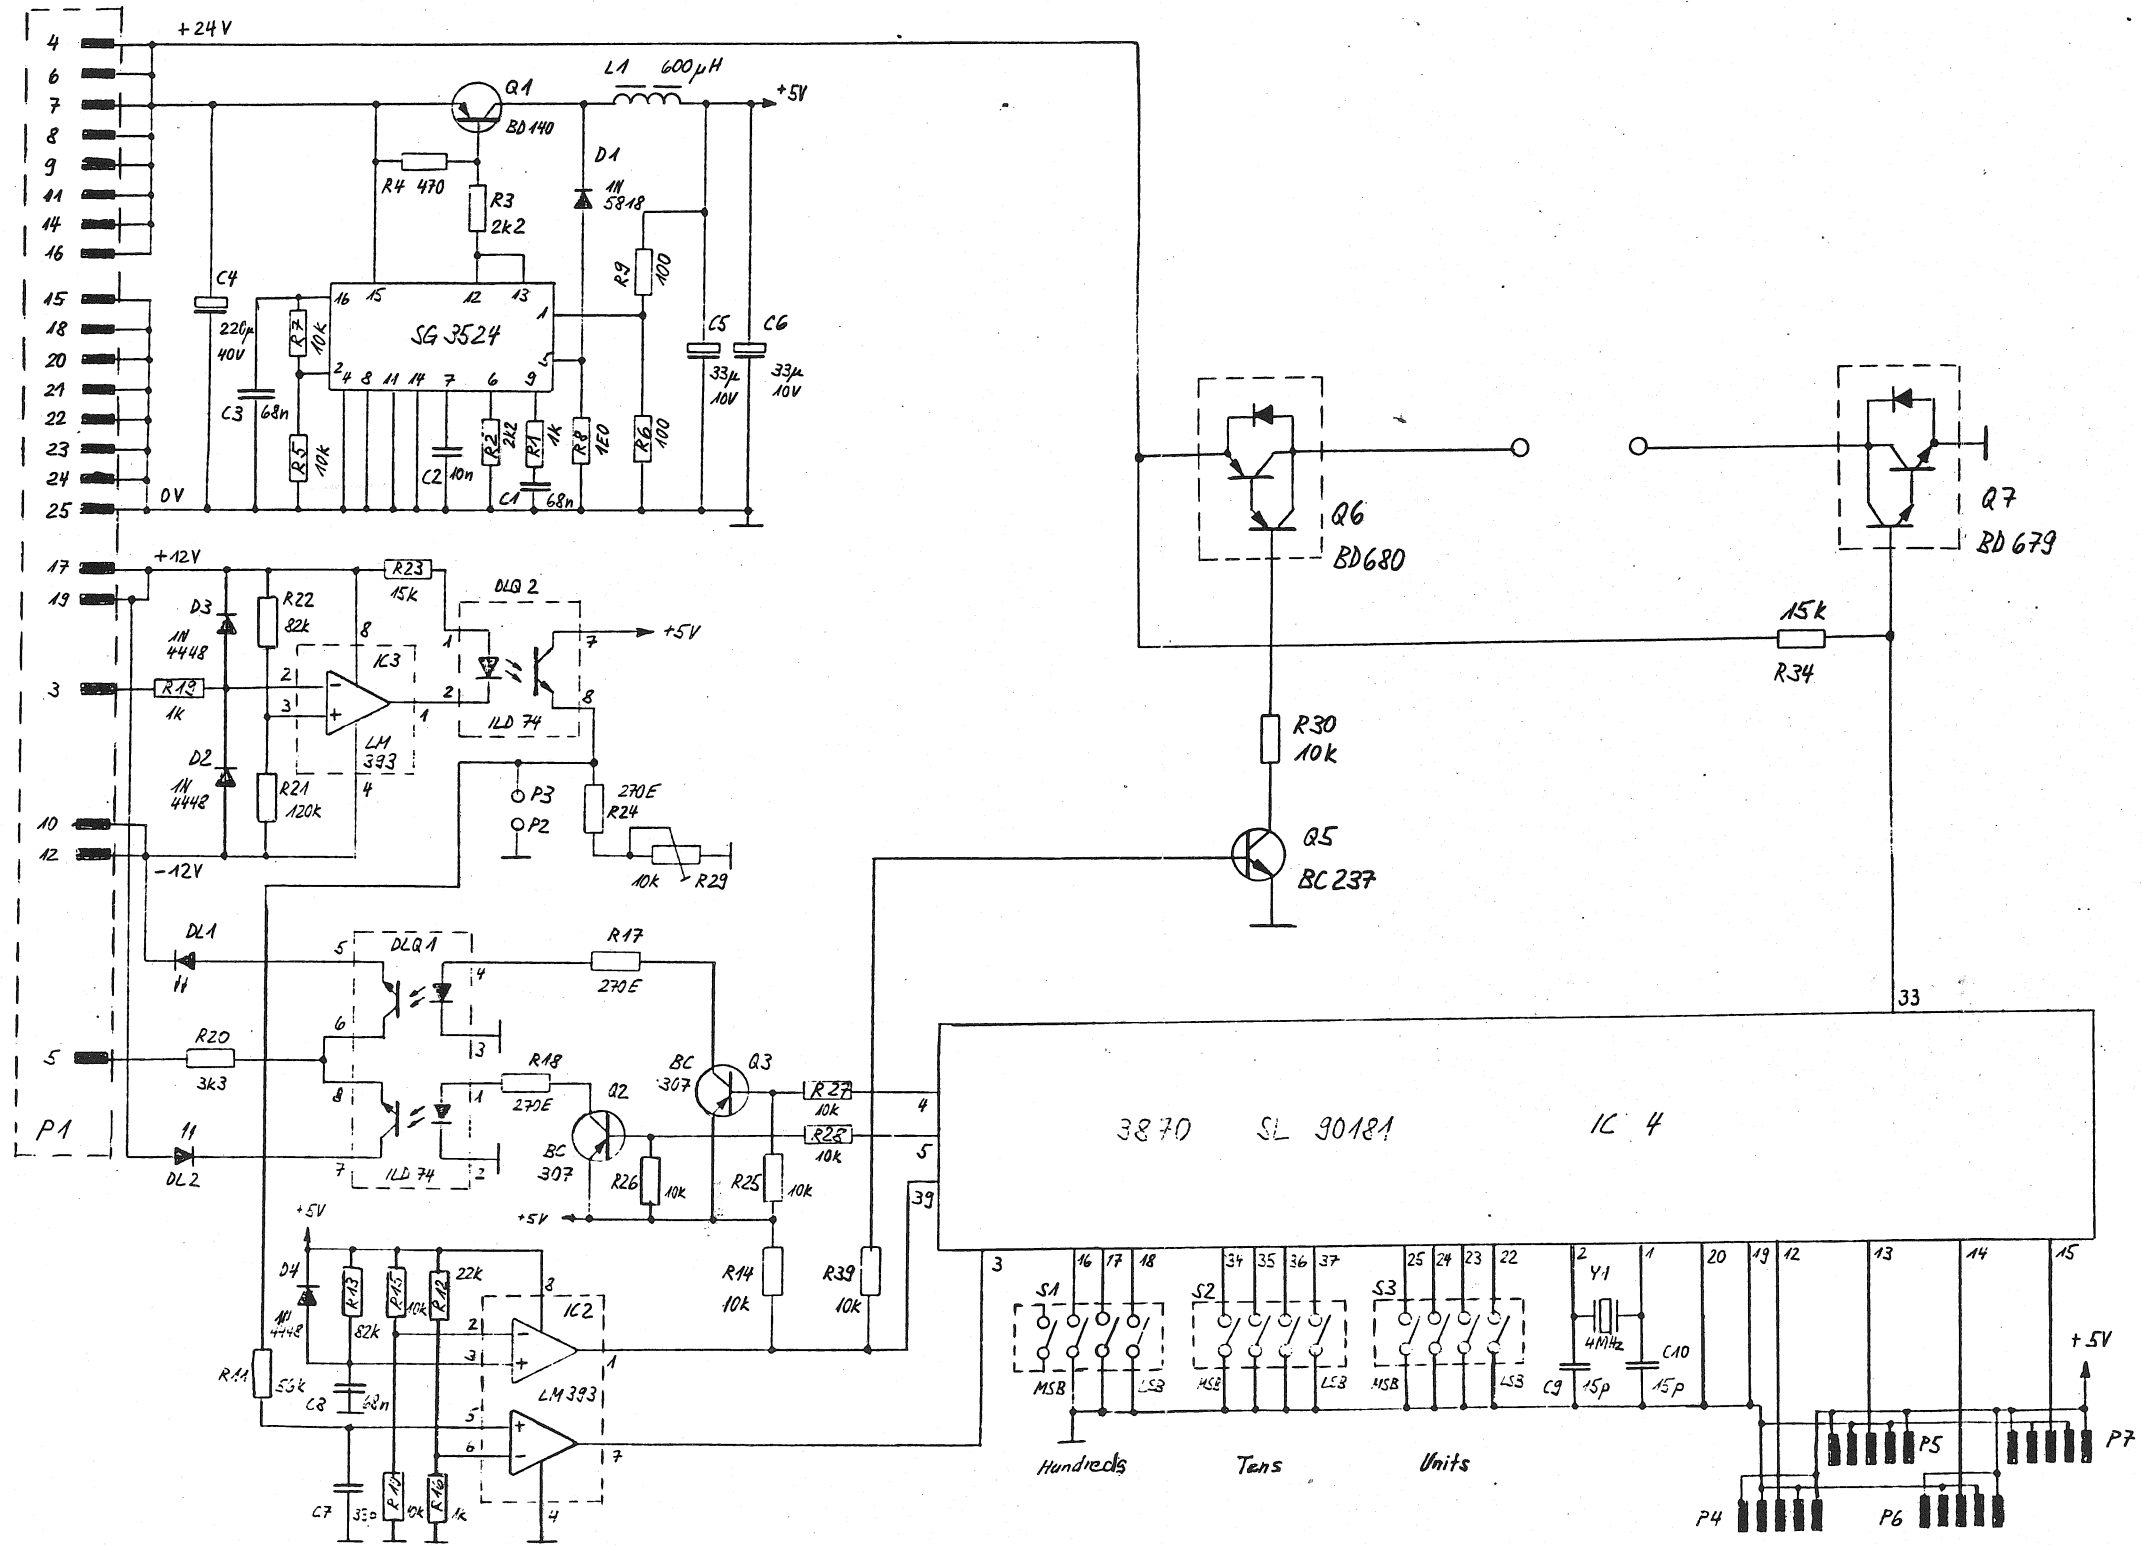 4
+24V
6
7
8
9
11
14
16
15
18
20
21
22
23
24
25
0V
L1 600µH
Q1
BD140
+5V
R4 470
R3
2k2
D1
1N
5818
R9
100
C4
220µ
40V
16
15
12
13
1
SG 3524
R7
10k
2
4
8
11
14
7
6
9
5
C3
68n
R5
10k
C2
10n
R2
2k2
R1
1K
C1
68n
R8
1E0
R6
100
C5
33µ
10V
C6
33µ
10V
17
+12V
19
R23
15k
DLQ 2
D3
1N
4448
R22
82k
8
IC3
1
7
+5V
3
R19
1K
2
3
1
2
8
LM
393
ILD 74
D2
1N
4448
R21
120k
4
10
12
-12V
P3
P2
270E
R24
10k
R29
Q6
BD680
Q7
BD679
15k
R34
R30
10k
Q5
BC237
33
DL1
5
DLQ1
4
R17
270E
6
3
5
R20
3k3
8
1
R18
270E
Q2
BC
307
BC
307
Q3
R27
10k
4
R28
10k
5
39
3870 SL 90181 IC 4
P1
7
ILD 74
2
DL2
R26
10k
R25
10k
+5V
+5V
D4
1N
4448
R13
82k
R15
10k
R12
22k
8
IC2
2
3
1
R14
10k
R39
10k
R11
56k
C8
68n
LM393
5
6
7
C7
R10
10k
R16
1k
4
3
16
17
18
34
35
36
37
25
24
23
22
2
1
20
19
12
13
14
15
S1
S2
S3
Y1
4MHz
MSB
LSB
MSB
LSB
MSB
LSB
C9
15p
C10
15p
+5V
Hundreds
Tens
Units
P5
P7
P4
P6